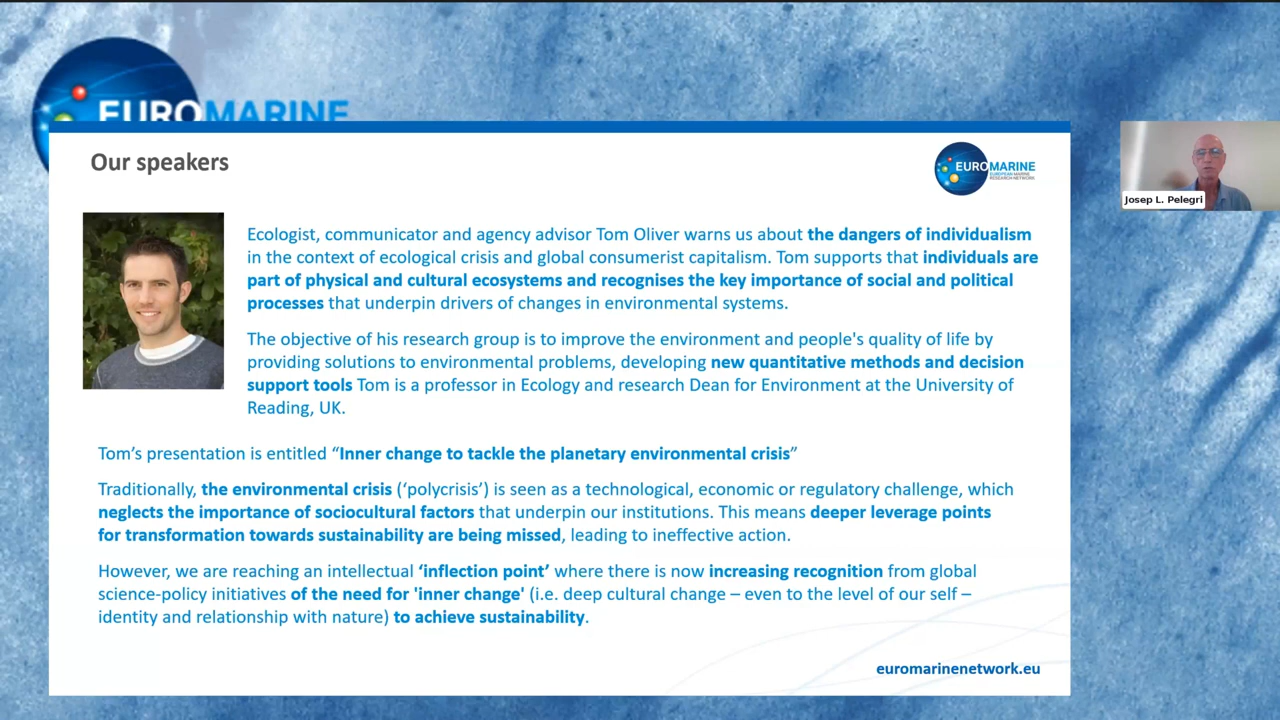 EUROMARINE
Our speakers
EUROMARINE
EUROPEAN MARINE
RESEARCH NETWORK
Josep L. Pelegri
Ecologist, communicator and agency advisor Tom Oliver warns us about the dangers of individualism
in the context of ecological crisis and global consumerist capitalism. Tom supports that individuals are
part of physical and cultural ecosystems and recognises the key importance of social and political
processes that underpin drivers of changes in environmental systems.
The objective of his research group is to improve the environment and people's quality of life by
providing solutions to environmental problems, developing new quantitative methods and decision
support tools Tom is a professor in Ecology and research Dean for Environment at the University of
Reading, UK.
Tom’s presentation is entitled “Inner change to tackle the planetary environmental crisis”
Traditionally, the environmental crisis (‘polycrisis’) is seen as a technological, economic or regulatory challenge, which
neglects the importance of sociocultural factors that underpin our institutions. This means deeper leverage points
for transformation towards sustainability are being missed, leading to ineffective action.
However, we are reaching an intellectual ‘inflection point’ where there is now increasing recognition from global
science-policy initiatives of the need for 'inner change' (i.e. deep cultural change – even to the level of our self –
identity and relationship with nature) to achieve sustainability.
euromarinenetwork.eu